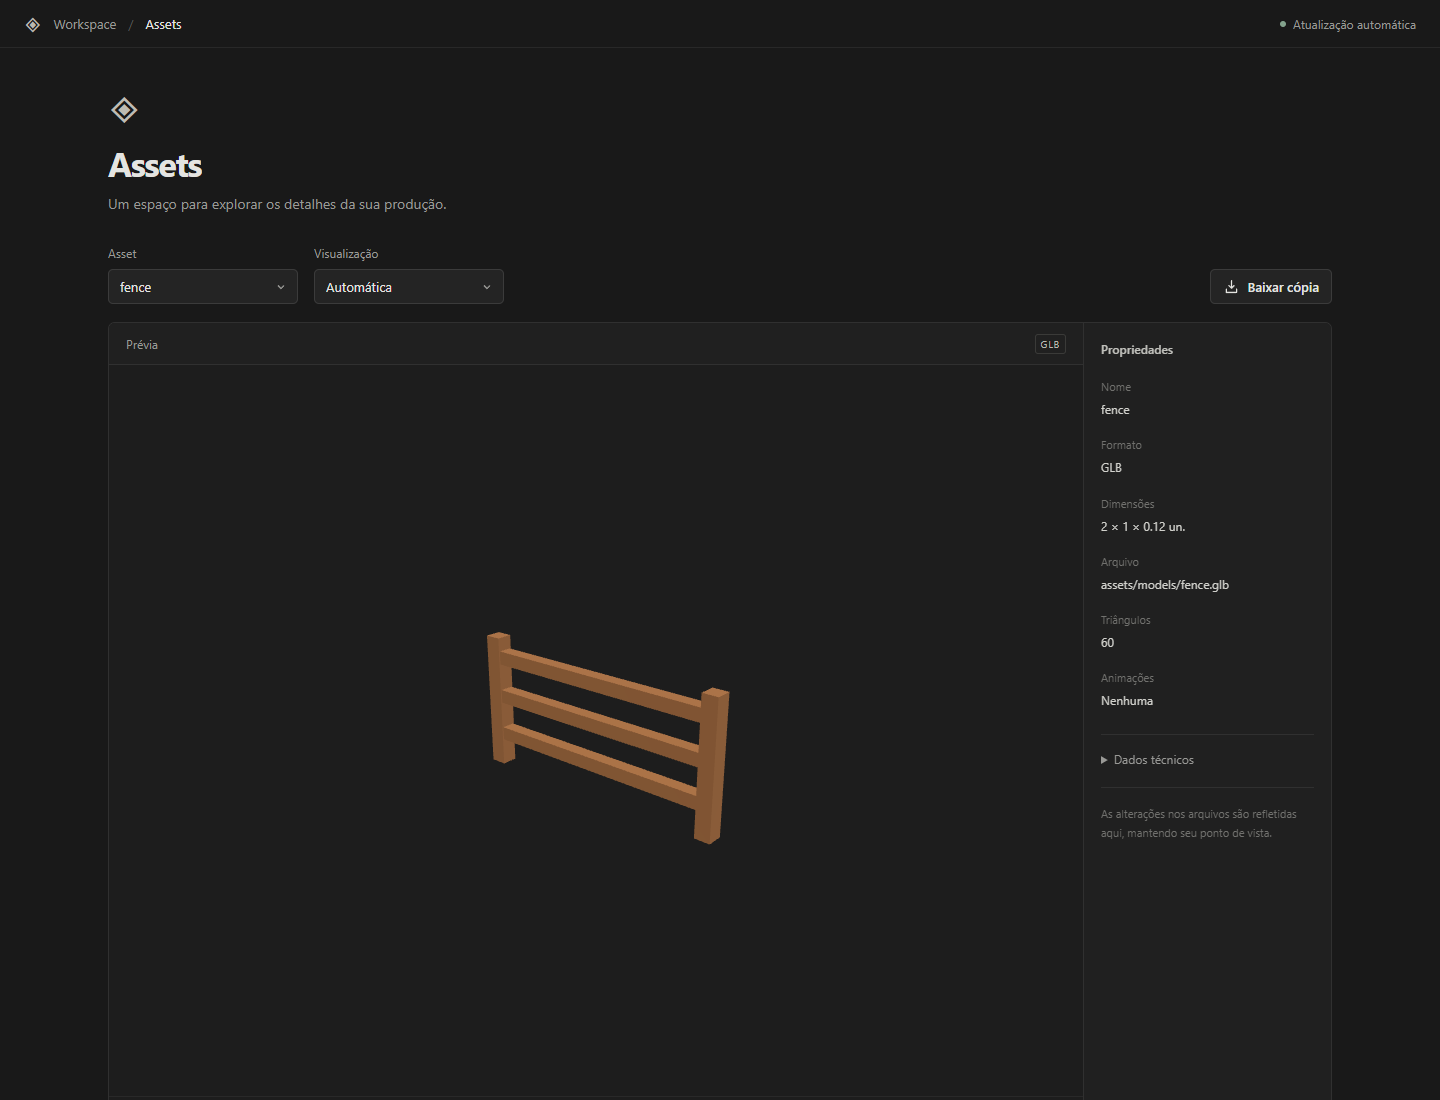 Workspace / Assets
Atualização automática
Assets
Um espaço para explorar os detalhes da sua produção.
Asset
Visualização
fence
Automática
Baixar cópia
Prévia
GLB
Propriedades
Nome
fence
Formato
GLB
Dimensões
2 × 1 × 0.12 un.
Arquivo
assets/models/fence.glb
Triângulos
60
Animações
Nenhuma
Dados técnicos
As alterações nos arquivos são refletidas
aqui, mantendo seu ponto de vista.